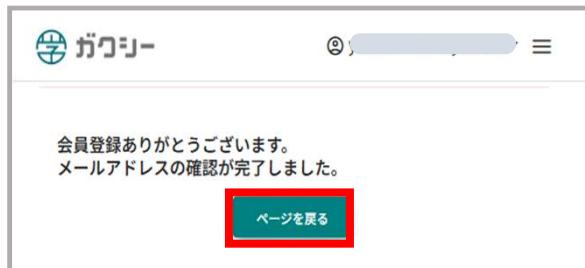 ガクシー
会員登録ありがとうございます。
メールアドレスの確認が完了しました。
ページを戻る